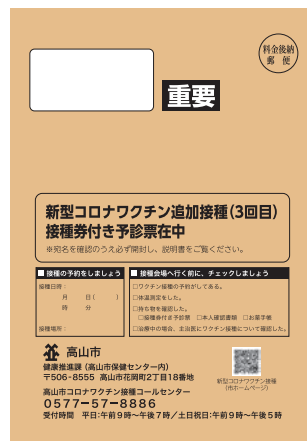 料金後納
郵便
重要
新型コロナワクチン追加接種(3回目)
接種券付き予診票在中
※宛名を確認のうえ必ず開封し、説明書をご覧ください。
■ 接種の予約をしましょう
接種日時:
月 日( )
時 分
接種場所:
■ 接種会場へ行く前に、チェックしましょう
□ワクチン接種の予約がしてある。
□体温測定をした。
□持ち物を確認した。
□接種券付き予診票 □本人確認書類 □お薬手帳
□治療中の場合、主治医にワクチン接種について確認した。
高山市
健康推進課(高山市保健センター内)
〒506-8555 高山市花岡町2丁目18番地
高山市コロナワクチン接種コールセンター
0577-57-8886
受付時間 平日:午前9時~午後7時/土日祝日:午前9時~午後5時
新型コロナワクチン接種
(市ホームページ)